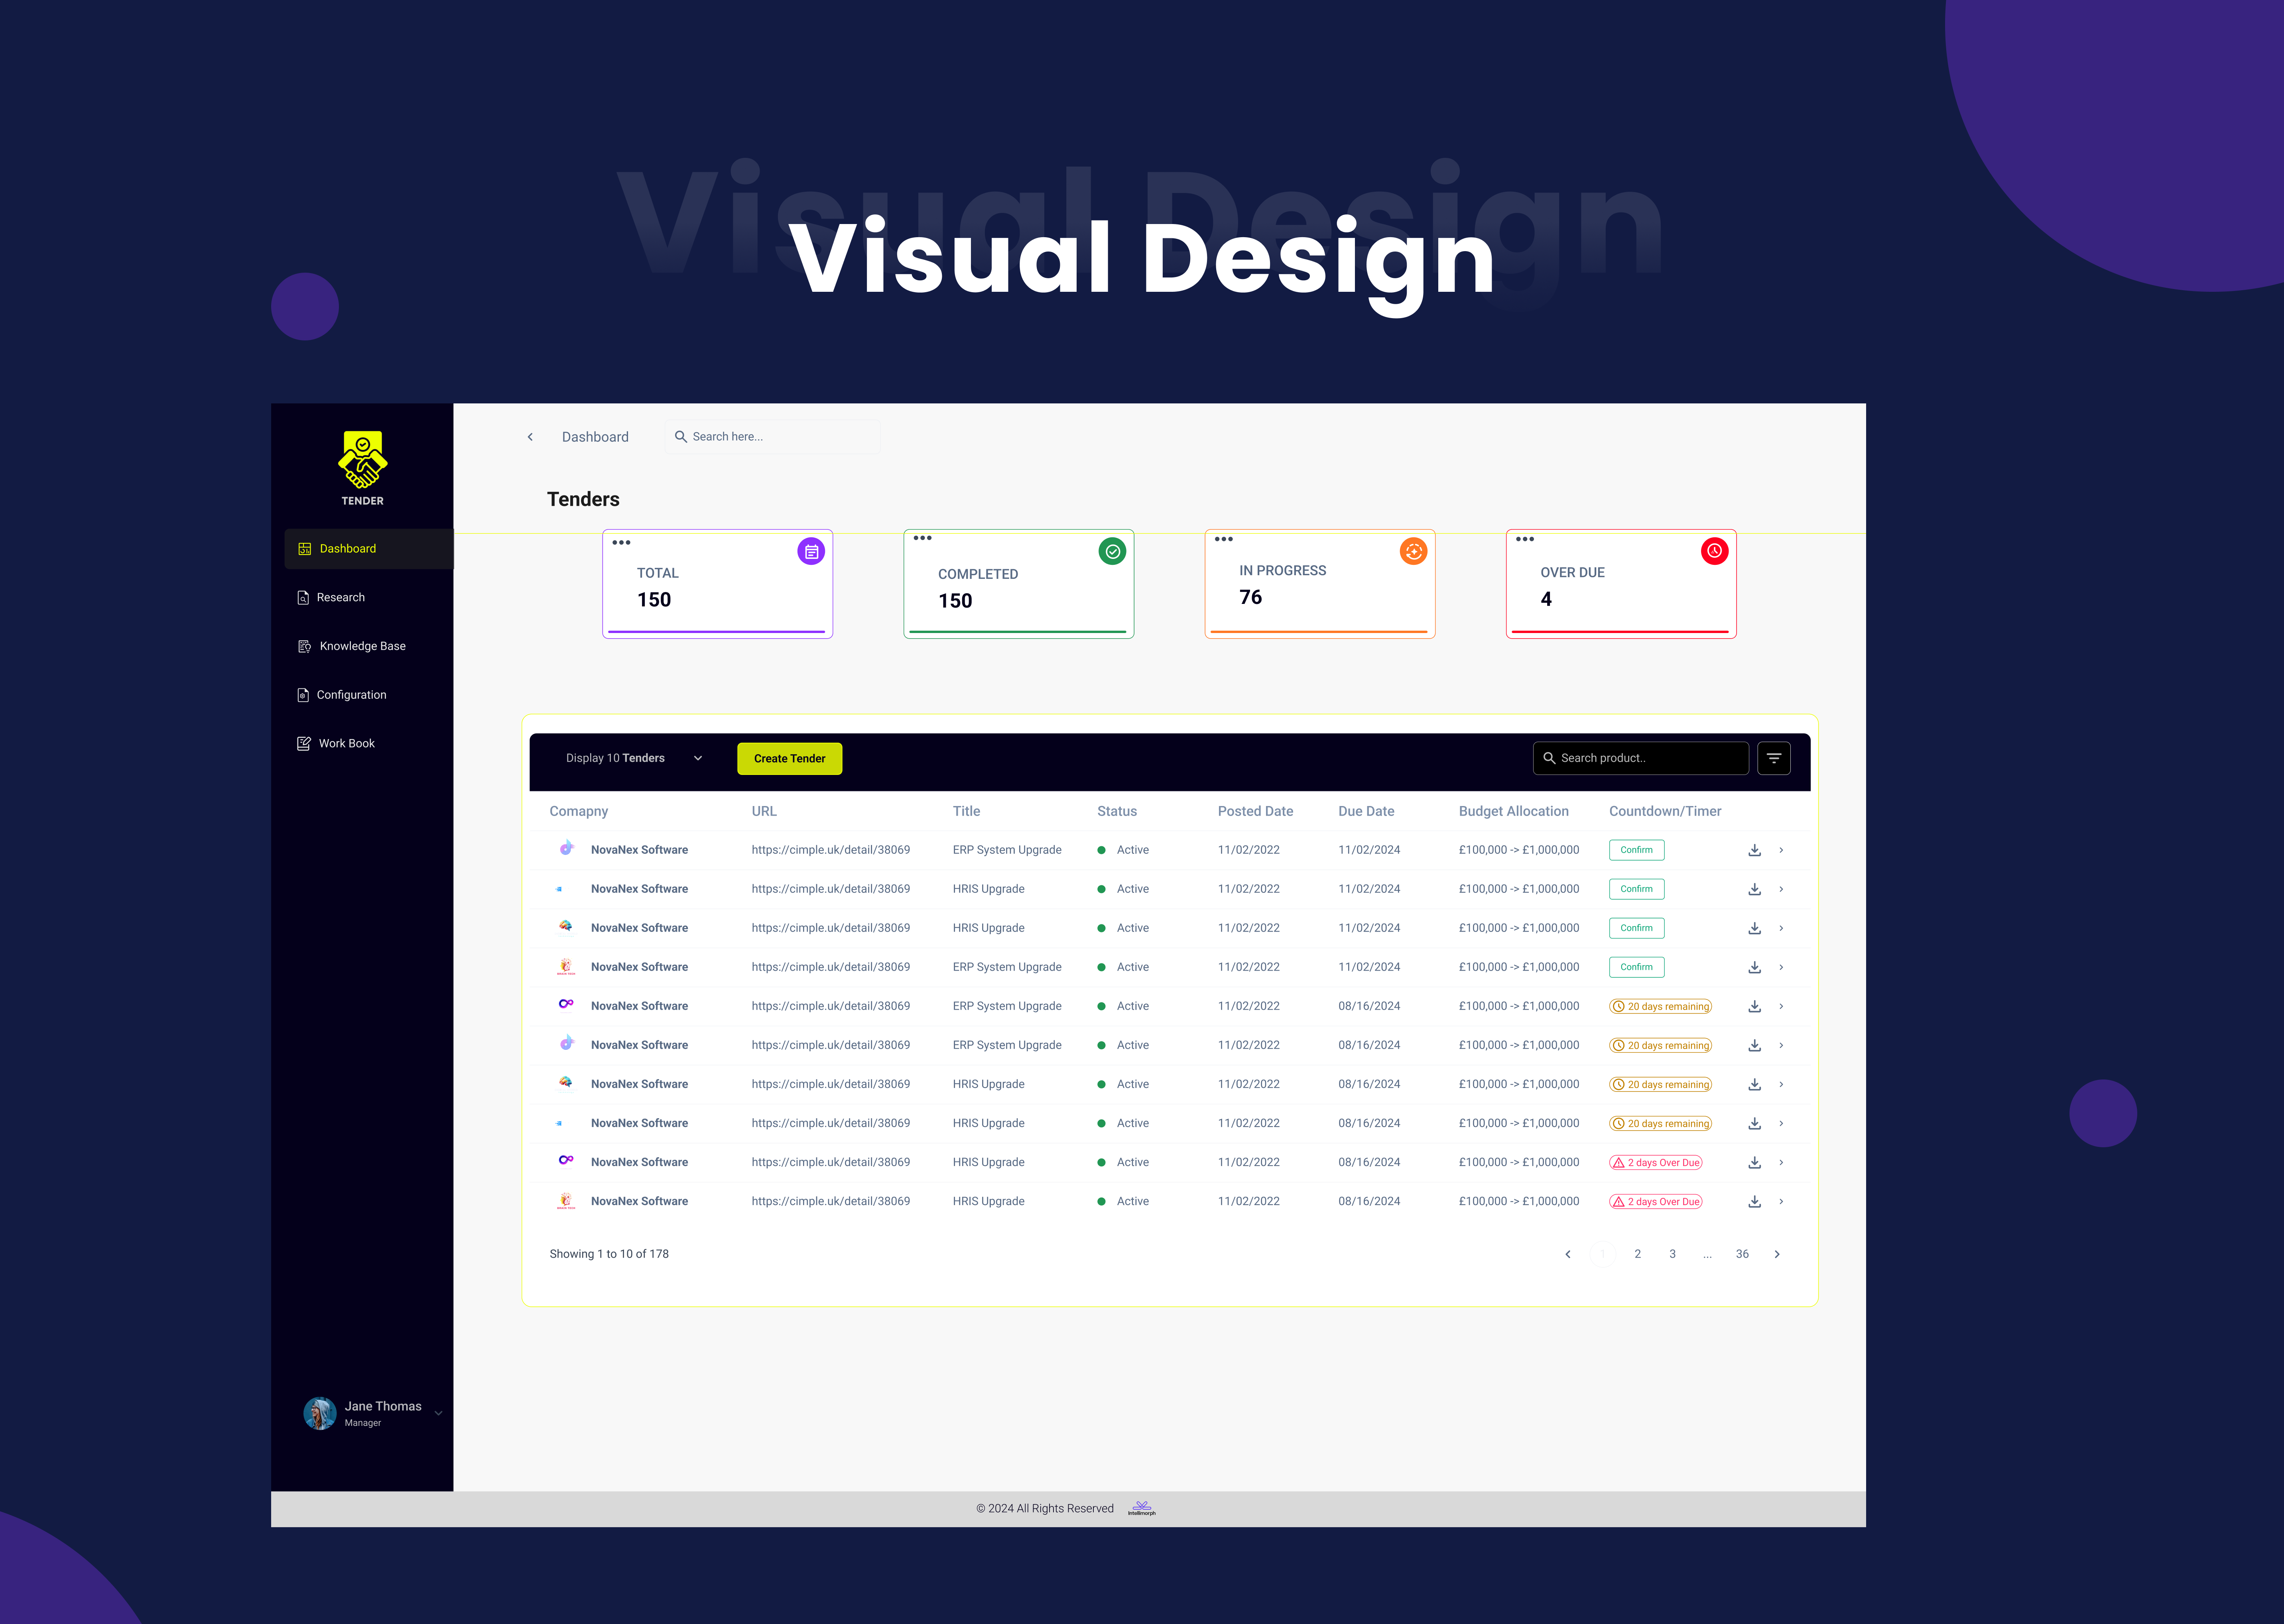 Visual Design
Visual Design
TENDER
Dashboard
Research
Knowledge Base
Configuration
Work Book
Jane Thomas
Manager
Dashboard
Search here...
Tenders
TOTAL
150
COMPLETED
150
IN PROGRESS
76
OVER DUE
4
Display 10 Tenders
Create Tender
Search product..
Comapny URL Title Status Posted Date Due Date Budget Allocation Countdown/Timer
NovaNex Software https://cimple.uk/detail/38069 ERP System Upgrade Active 11/02/2022 11/02/2024 £100,000 -> £1,000,000 Confirm
NovaNex Software https://cimple.uk/detail/38069 HRIS Upgrade Active 11/02/2022 11/02/2024 £100,000 -> £1,000,000 Confirm
NovaNex Software https://cimple.uk/detail/38069 HRIS Upgrade Active 11/02/2022 11/02/2024 £100,000 -> £1,000,000 Confirm
NovaNex Software https://cimple.uk/detail/38069 ERP System Upgrade Active 11/02/2022 11/02/2024 £100,000 -> £1,000,000 Confirm
NovaNex Software https://cimple.uk/detail/38069 ERP System Upgrade Active 11/02/2022 08/16/2024 £100,000 -> £1,000,000 20 days remaining
NovaNex Software https://cimple.uk/detail/38069 ERP System Upgrade Active 11/02/2022 08/16/2024 £100,000 -> £1,000,000 20 days remaining
NovaNex Software https://cimple.uk/detail/38069 HRIS Upgrade Active 11/02/2022 08/16/2024 £100,000 -> £1,000,000 20 days remaining
NovaNex Software https://cimple.uk/detail/38069 HRIS Upgrade Active 11/02/2022 08/16/2024 £100,000 -> £1,000,000 20 days remaining
NovaNex Software https://cimple.uk/detail/38069 HRIS Upgrade Active 11/02/2022 08/16/2024 £100,000 -> £1,000,000 2 days Over Due
NovaNex Software https://cimple.uk/detail/38069 HRIS Upgrade Active 11/02/2022 08/16/2024 £100,000 -> £1,000,000 2 days Over Due
Showing 1 to 10 of 178
1 2 3 ... 36
© 2024 All Rights Reserved
Intellimorph